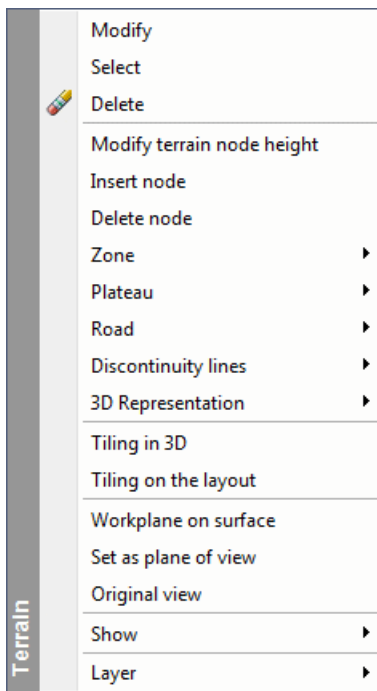 Modify
Select
Delete
Modify terrain node height
Insert node
Delete node
Zone
Plateau
Road
Discontinuity lines
3D Representation
Tiling in 3D
Tiling on the layout
Workplane on surface
Set as plane of view
Original view
Show
Layer
Terrain